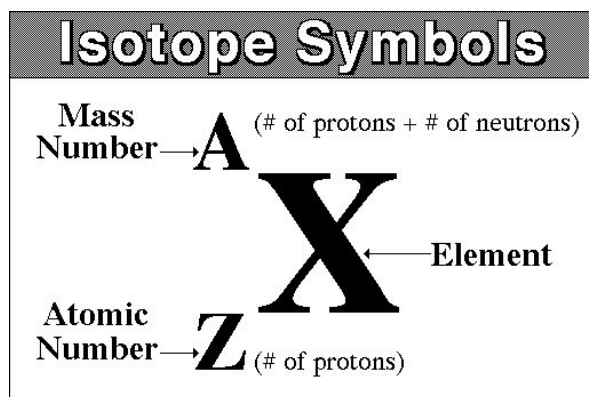 Isotope Symbols
Mass
Number
A
(# of protons + # of neutrons)
X
Element
Atomic
Number
Z
(# of protons)